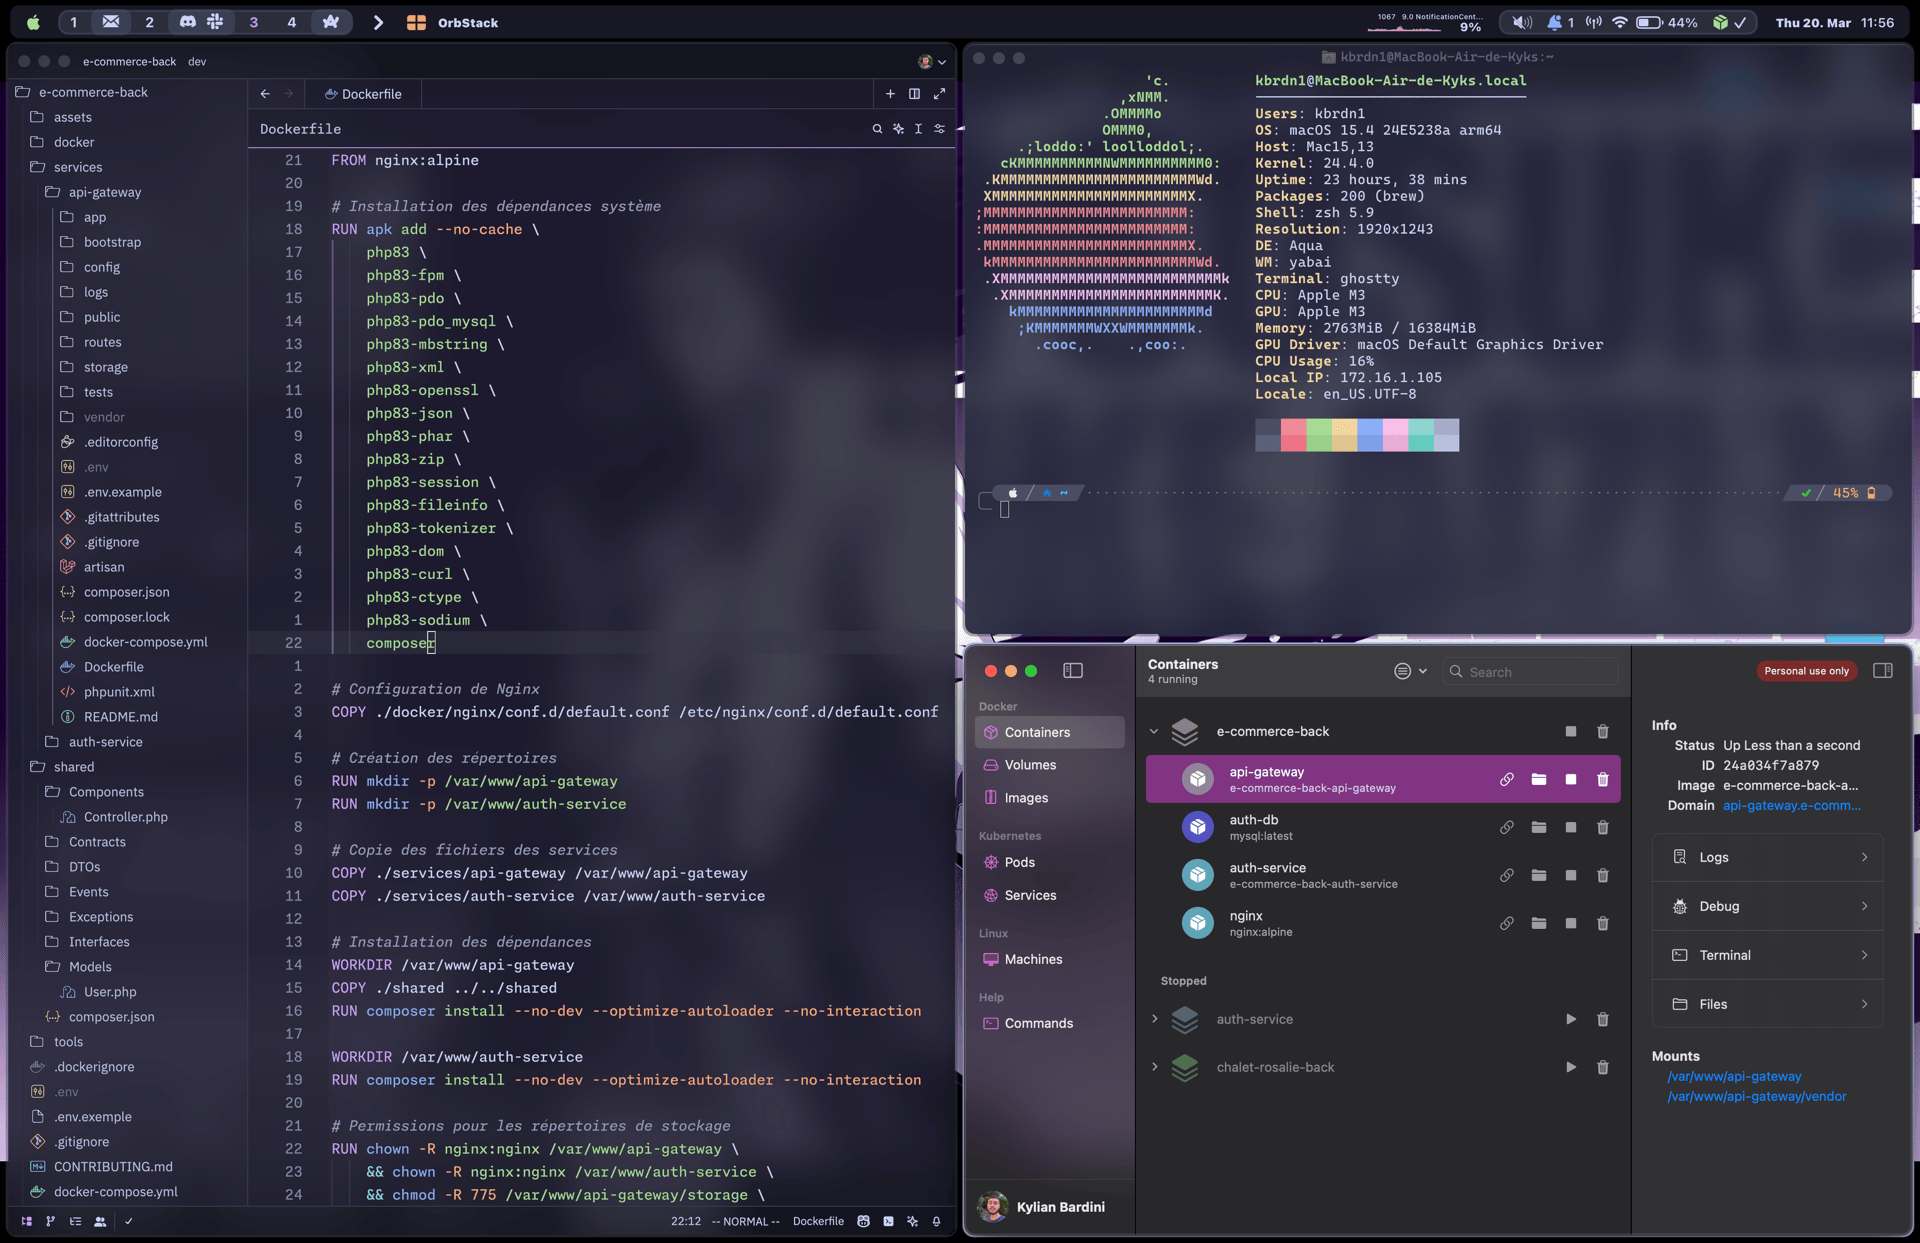 1 2 3 4 OrbStack
1067 9.0 NotificationCent...
9%
1 44% Thu 20. Mar 11:56
e-commerce-back dev
e-commerce-back
assets
docker
services
api-gateway
app
bootstrap
config
logs
public
routes
storage
tests
vendor
.editorconfig
.env
.env.example
.gitattributes
.gitignore
artisan
composer.json
composer.lock
docker-compose.yml
Dockerfile
phpunit.xml
README.md
auth-service
shared
Components
Controller.php
Contracts
DTOs
Events
Exceptions
Interfaces
Models
User.php
composer.json
tools
.dockerignore
.env
.env.exemple
.gitignore
CONTRIBUTING.md
docker-compose.yml
Dockerfile
Dockerfile
21 FROM nginx:alpine
20
19 # Installation des dépendances système
18 RUN apk add --no-cache \
17 php83 \
16 php83-fpm \
15 php83-pdo \
14 php83-pdo_mysql \
13 php83-mbstring \
12 php83-xml \
11 php83-openssl \
10 php83-json \
9 php83-phar \
8 php83-zip \
7 php83-session \
6 php83-fileinfo \
5 php83-tokenizer \
4 php83-dom \
3 php83-curl \
2 php83-ctype \
1 php83-sodium \
22 composer
1
2 # Configuration de Nginx
3 COPY ./docker/nginx/conf.d/default.conf /etc/nginx/conf.d/default.conf
4
5 # Création des répertoires
6 RUN mkdir -p /var/www/api-gateway
7 RUN mkdir -p /var/www/auth-service
8
9 # Copie des fichiers des services
10 COPY ./services/api-gateway /var/www/api-gateway
11 COPY ./services/auth-service /var/www/auth-service
12
13 # Installation des dépendances
14 WORKDIR /var/www/api-gateway
15 COPY ./shared ../../shared
16 RUN composer install --no-dev --optimize-autoloader --no-interaction
17
18 WORKDIR /var/www/auth-service
19 RUN composer install --no-dev --optimize-autoloader --no-interaction
20
21 # Permissions pour les répertoires de stockage
22 RUN chown -R nginx:nginx /var/www/api-gateway \
23 && chown -R nginx:nginx /var/www/auth-service \
24 && chmod -R 775 /var/www/api-gateway/storage \
22:12 -- NORMAL -- Dockerfile
kbrdn1@MacBook-Air-de-Kyks:~
'c.
,xNMM.
.OMMMMo
OMMM0,
.;loddo:' loolloddol;.
cKMMMMMMMMMMNWMMMMMMMMMM0:
.KMMMMMMMMMMMMMMMMMMMMMMMWd.
XMMMMMMMMMMMMMMMMMMMMMMMX.
;MMMMMMMMMMMMMMMMMMMMMMMM:
:MMMMMMMMMMMMMMMMMMMMMMMM:
.MMMMMMMMMMMMMMMMMMMMMMMMX.
kMMMMMMMMMMMMMMMMMMMMMMMMWd.
.XMMMMMMMMMMMMMMMMMMMMMMMMMMk
.XMMMMMMMMMMMMMMMMMMMMMMMMK.
kMMMMMMMMMMMMMMMMMMMMMMd
;KMMMMMMMWXXWMMMMMMMk.
.cooc,. .,coo:.
kbrdn1@MacBook-Air-de-Kyks.local
Users: kbrdn1
OS: macOS 15.4 24E5238a arm64
Host: Mac15,13
Kernel: 24.4.0
Uptime: 23 hours, 38 mins
Packages: 200 (brew)
Shell: zsh 5.9
Resolution: 1920x1243
DE: Aqua
WM: yabai
Terminal: ghostty
CPU: Apple M3
GPU: Apple M3
Memory: 2763MiB / 16384MiB
GPU Driver: macOS Default Graphics Driver
CPU Usage: 16%
Local IP: 172.16.1.105
Locale: en_US.UTF-8
~ 45%
Docker
Containers
Volumes
Images
Kubernetes
Pods
Services
Linux
Machines
Help
Commands
Kylian Bardini
Containers
4 running
Search
e-commerce-back
api-gateway
e-commerce-back-api-gateway
auth-db
mysql:latest
auth-service
e-commerce-back-auth-service
nginx
nginx:alpine
Stopped
auth-service
chalet-rosalie-back
Personal use only
Info
Status Up Less than a second
ID 24a034f7a879
Image e-commerce-back-a...
Domain api-gateway.e-comm...
Logs
Debug
Terminal
Files
Mounts
/var/www/api-gateway
/var/www/api-gateway/vendor